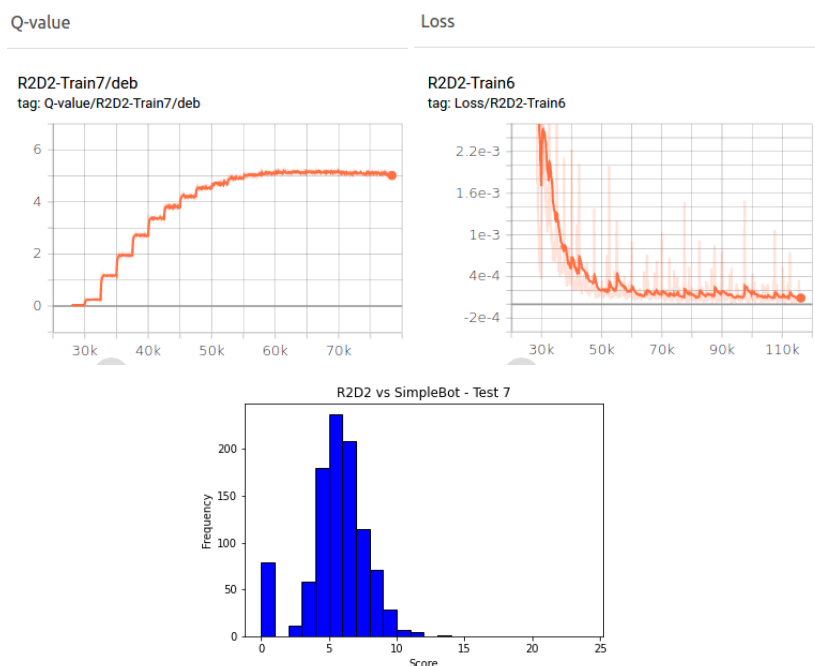 Q-value
R2D2-Train7/deb
tag: Q-value/R2D2-Train7/deb
6
4
2
0
30k 40k 50k 60k 70k
Loss
R2D2-Train6
tag: Loss/R2D2-Train6
2.2e-3
1.6e-3
1e-3
4e-4
-2e-4
30k 50k 70k 90k 110k
R2D2 vs SimpleBot - Test 7
Frequency
200
150
100
50
0
0 5 10 15 20 25
Score